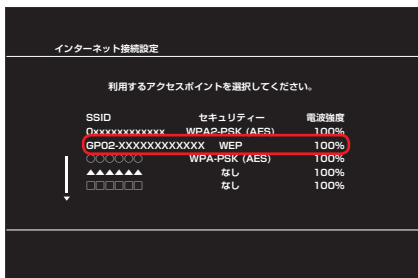 インターネット接続設定
利用するアクセスポイントを選択してください。
SSID セキュリティー 電波強度
0xxxxxxxxxxxx WPA2-PSK (AES) 100%
GP02-XXXXXXXXXXXX WEP 100%
○○○○○○ WPA-PSK (AES) 100%
▲▲▲▲▲▲ なし 100%
□□□□□□ なし 100%